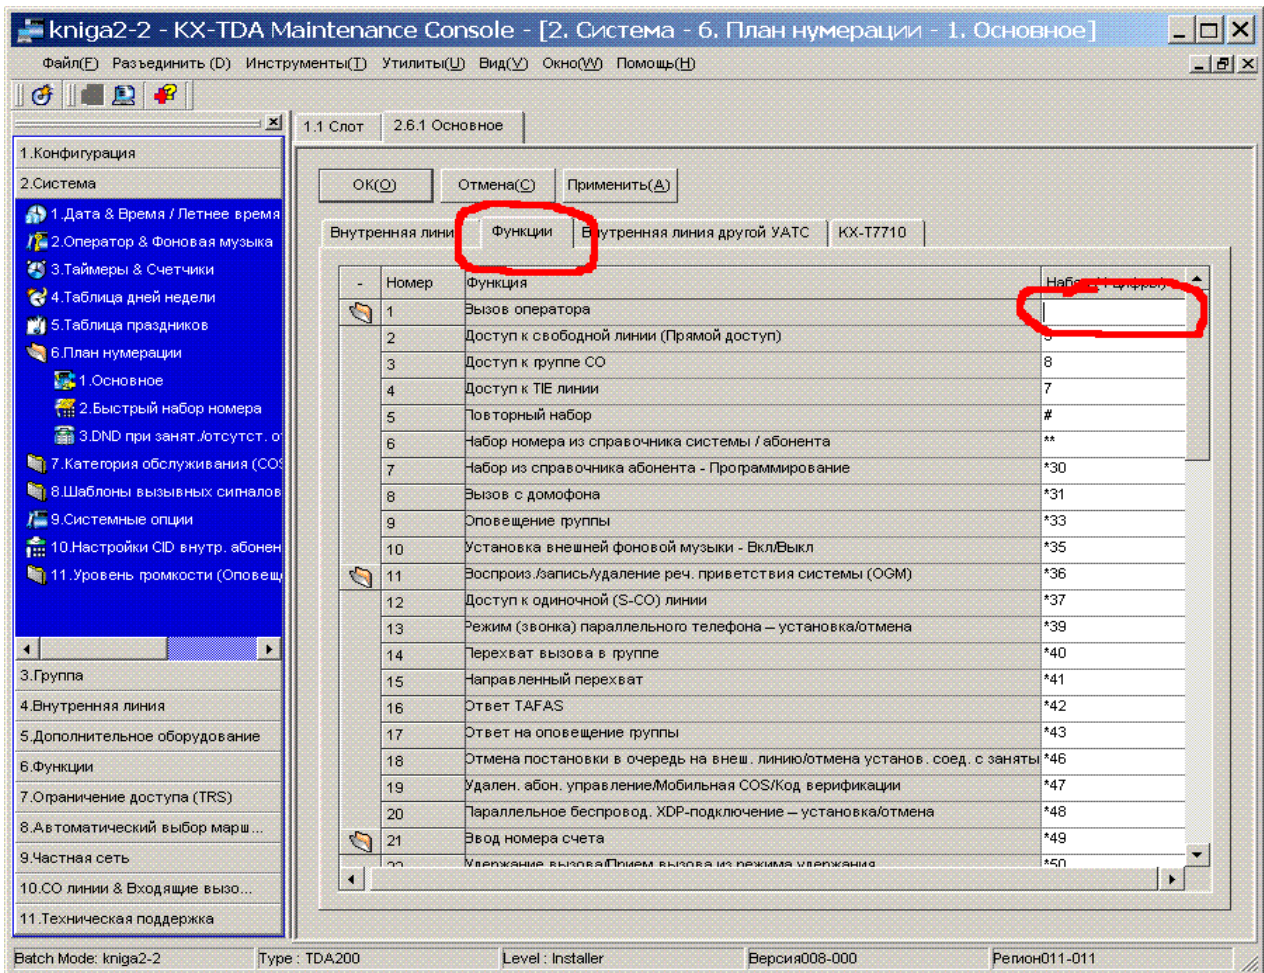 kniga2-2 - KX-TDA Maintenance Console - [2. Система - 6. План нумерации - 1. Основное]
Файл(F) Разъединить (D) Инструменты(T) Утилиты(U) Вид(V) Окно(W) Помощь(H)
1.1 Слот 2.6.1 Основное
1.Конфигурация
2.Система
1.Дата & Время / Летнее время
2.Оператор & Фоновая музыка
3.Таймеры & Счетчики
4.Таблица дней недели
5.Таблица праздников
6.План нумерации
1.Основное
2.Быстрый набор номера
3.DND при занят./отсутст. о
7.Категория обслуживания (COS
8.Шаблоны вызывных сигналов
9.Системные опции
10.Настройки CID внутр. абонен
11.Уровень громкости (Оповещ
3.Группа
4.Внутренняя линия
5.Дополнительное оборудование
6.Функции
7.Ограничение доступа (TRS)
8.Автоматический выбор марш...
9.Частная сеть
10.CO линии & Входящие вызо...
11.Техническая поддержка
OK(O) Отмена(C) Применить(A)
Внутренняя лини Функции Внутренняя линия другой УАТС KX-T7710
- Номер Функция
1 Вызов оператора
2 Доступ к свободной линии (Прямой доступ)
3 Доступ к группе CO 8
4 Доступ к TIE линии 7
5 Повторный набор #
6 Набор номера из справочника системы / абонента **
7 Набор из справочника абонента - Программирование *30
8 Вызов с домофона *31
9 Оповещение группы *33
10 Установка внешней фоновой музыки - Вкл/Выкл *35
11 Воспроиз./запись/удаление реч. приветствия системы (OGM) *36
12 Доступ к одиночной (S-CO) линии *37
13 Режим (звонка) параллельного телефона – установка/отмена *39
14 Перехват вызова в группе *40
15 Направленный перехват *41
16 Ответ TAFAS *42
17 Ответ на оповещение группы *43
18 Отмена постановки в очередь на внеш. линию/отмена установ. соед. с заняты *46
19 Удален. абон. управление/Мобильная COS/Код верификации *47
20 Параллельное беспровод. XDP-подключение – установка/отмена *48
21 Ввод номера счета *49
22 Удержание вызова/Прием вызова из режима удержания *50
Batch Mode: kniga2-2 Type : TDA200 Level : Installer Версия008-000 Регион011-011